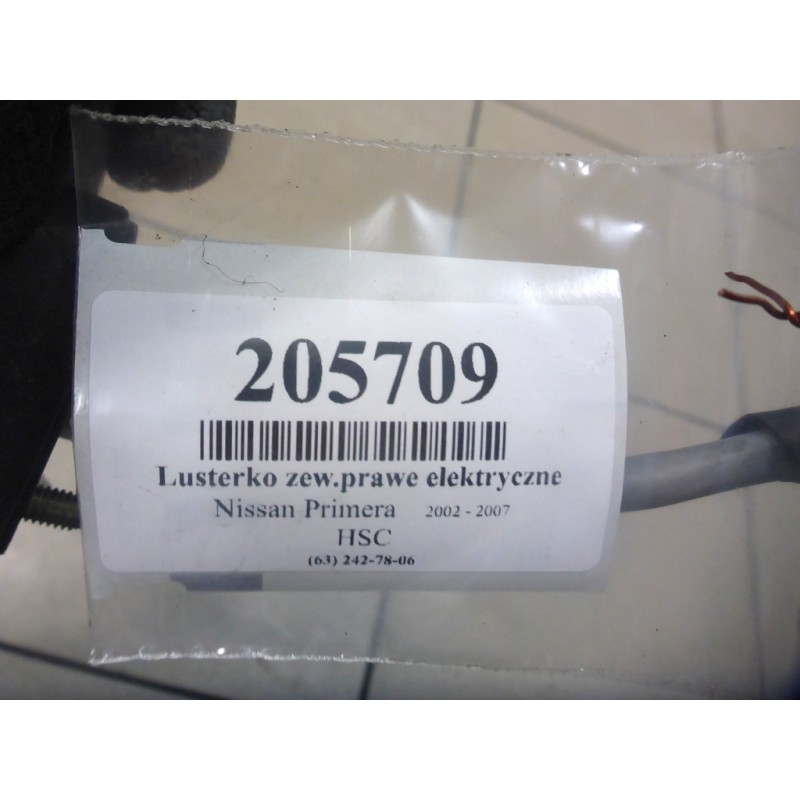 205709
Lusterko zew.prawe elektryczne
Nissan Primera 2002 - 2007
HSC
(63) 242-78-06